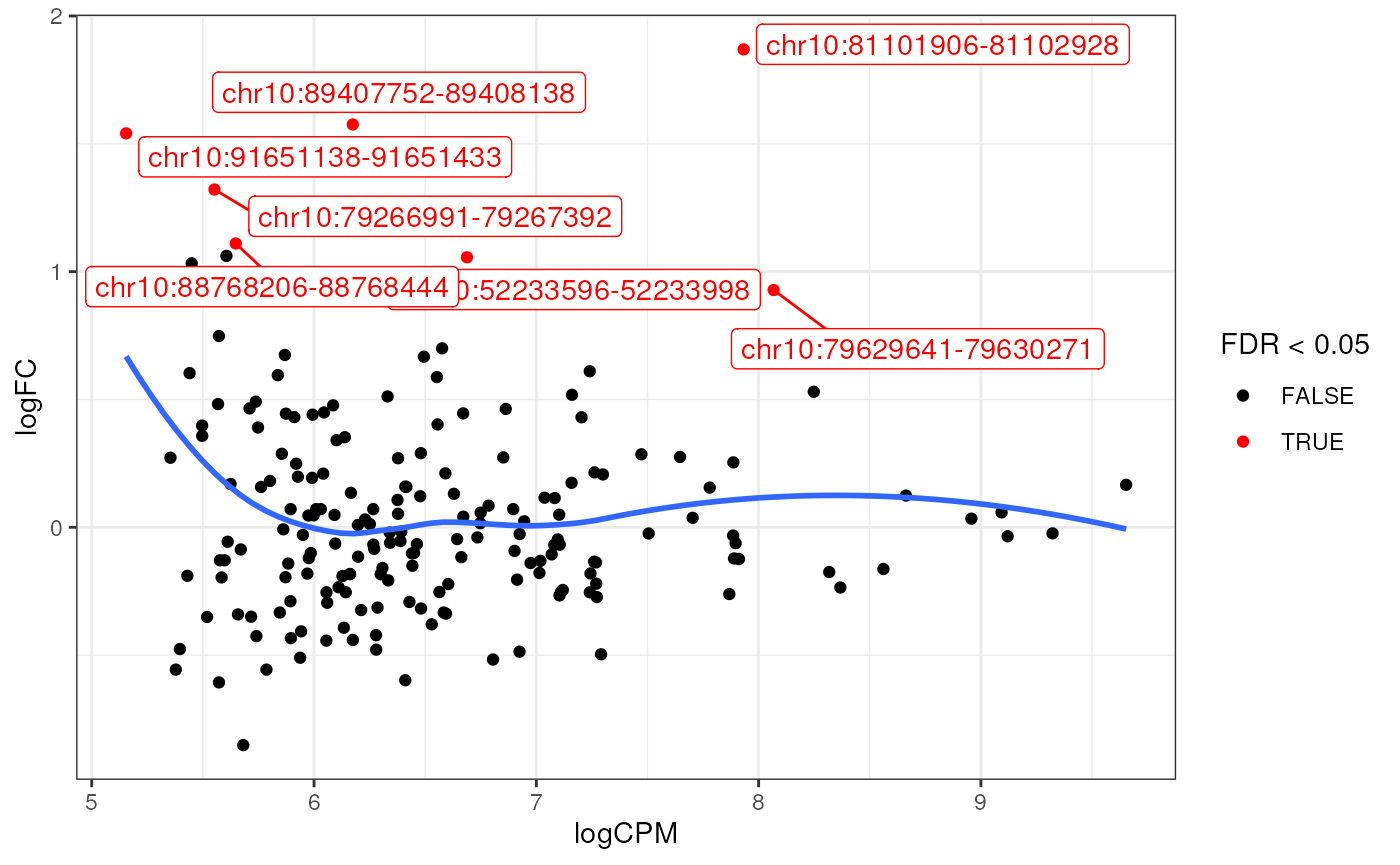 2
chr10:81101906-81102928
chr10:89407752-89408138
chr10:91651138-91651433
chr10:79266991-79267392
1
chr10:88768206-88768444
0:52233596-52233998
chr10:79629641-79630271
0
logFC
5 6 7 8 9
logCPM
FDR < 0.05
FALSE
TRUE